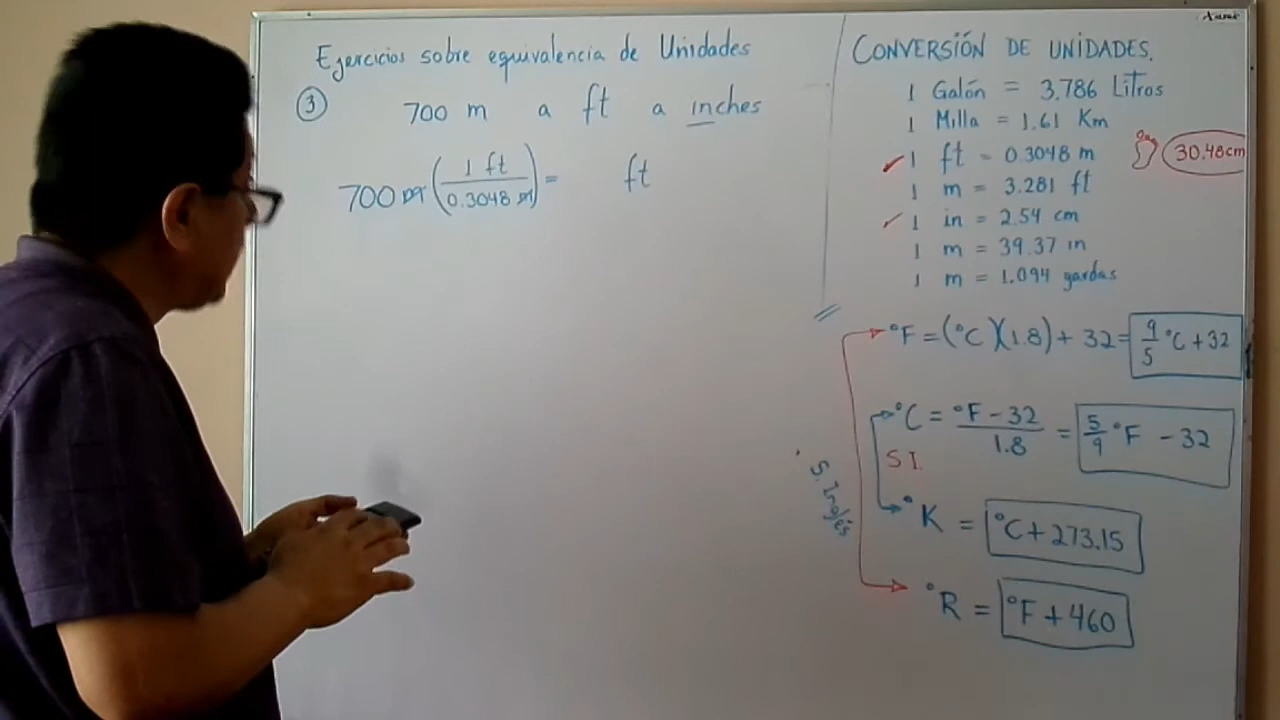 Ejercicios sobre equivalencia de Unidades
③ 700 m a ft a inches
700 m (1 ft / 0.3048 m) = ft
CONVERSIÓN DE UNIDADES.
1 Galón = 3.786 Litros
1 Milla = 1.61 Km
✓ 1 ft = 0.3048 m 30.48cm
1 m = 3.281 ft
✓ 1 in = 2.54 cm
1 m = 39.37 in
1 m = 1.094 yardas
°F = (°C)(1.8) + 32 = 9/5 °C + 32
°C = °F - 32 / 1.8 = 5/9 °F - 32
S I.
S. Inglés
°K = °C + 273.15
°R = °F + 460